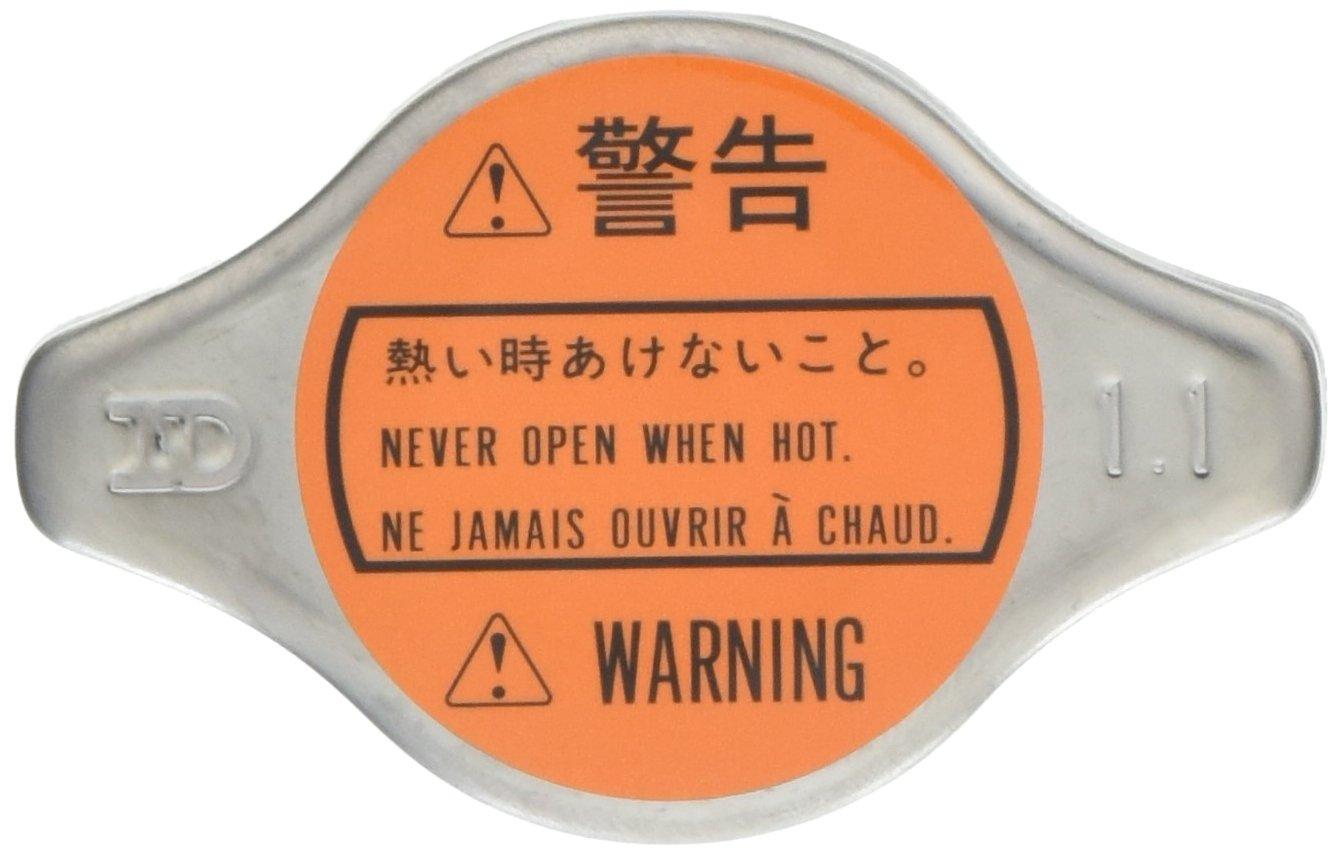 警告
熱い時あけないこと。
NEVER OPEN WHEN HOT.
NE JAMAIS OUVRIR À CHAUD.
WARNING
FD
1.1